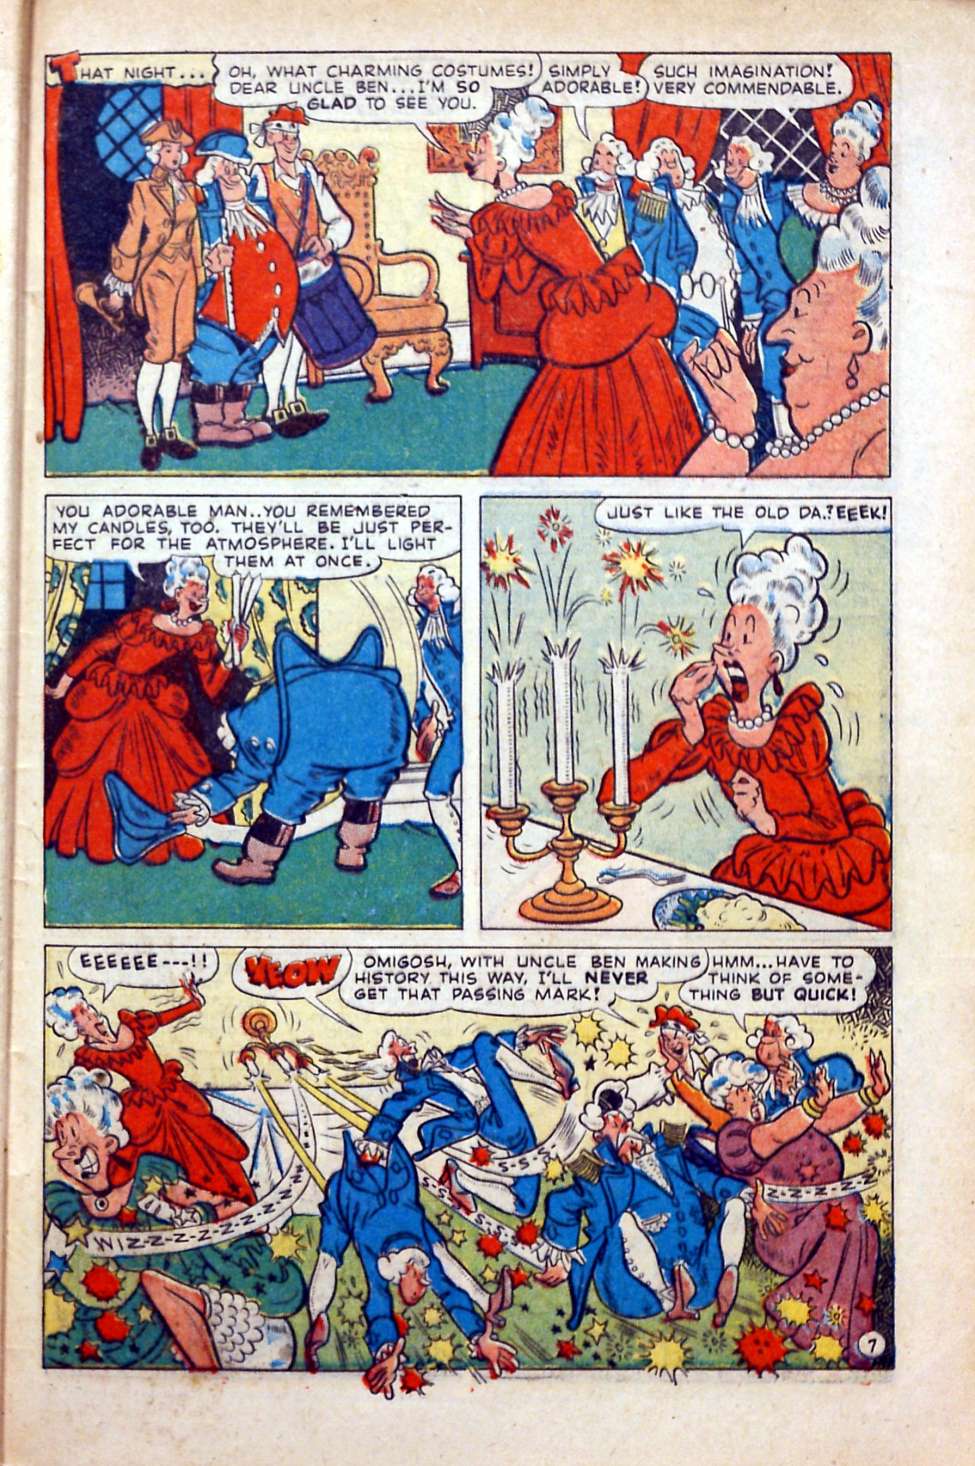 THAT NIGHT...
OH, WHAT CHARMING COSTUMES!
DEAR UNCLE BEN...I'M SO
GLAD TO SEE YOU.
SIMPLY
ADORABLE!
SUCH IMAGINATION!
VERY COMMENDABLE.
YOU ADORABLE MAN..YOU REMEMBERED
MY CANDLES, TOO. THEY'LL BE JUST PER-
FECT FOR THE ATMOSPHERE. I'LL LIGHT
THEM AT ONCE.
JUST LIKE THE OLD DA.?EEEK!
EEEEEE---!!
YEOW
OMIGOSH, WITH UNCLE BEN MAKING
HISTORY THIS WAY, I'LL NEVER
GET THAT PASSING MARK!
HMM...HAVE TO
THINK OF SOME-
THING BUT QUICK!
WIZ-Z-Z-Z-Z-Z-Z-Z
S-S-S
S-S-S-S-S
Z-Z-Z-Z-Z
7